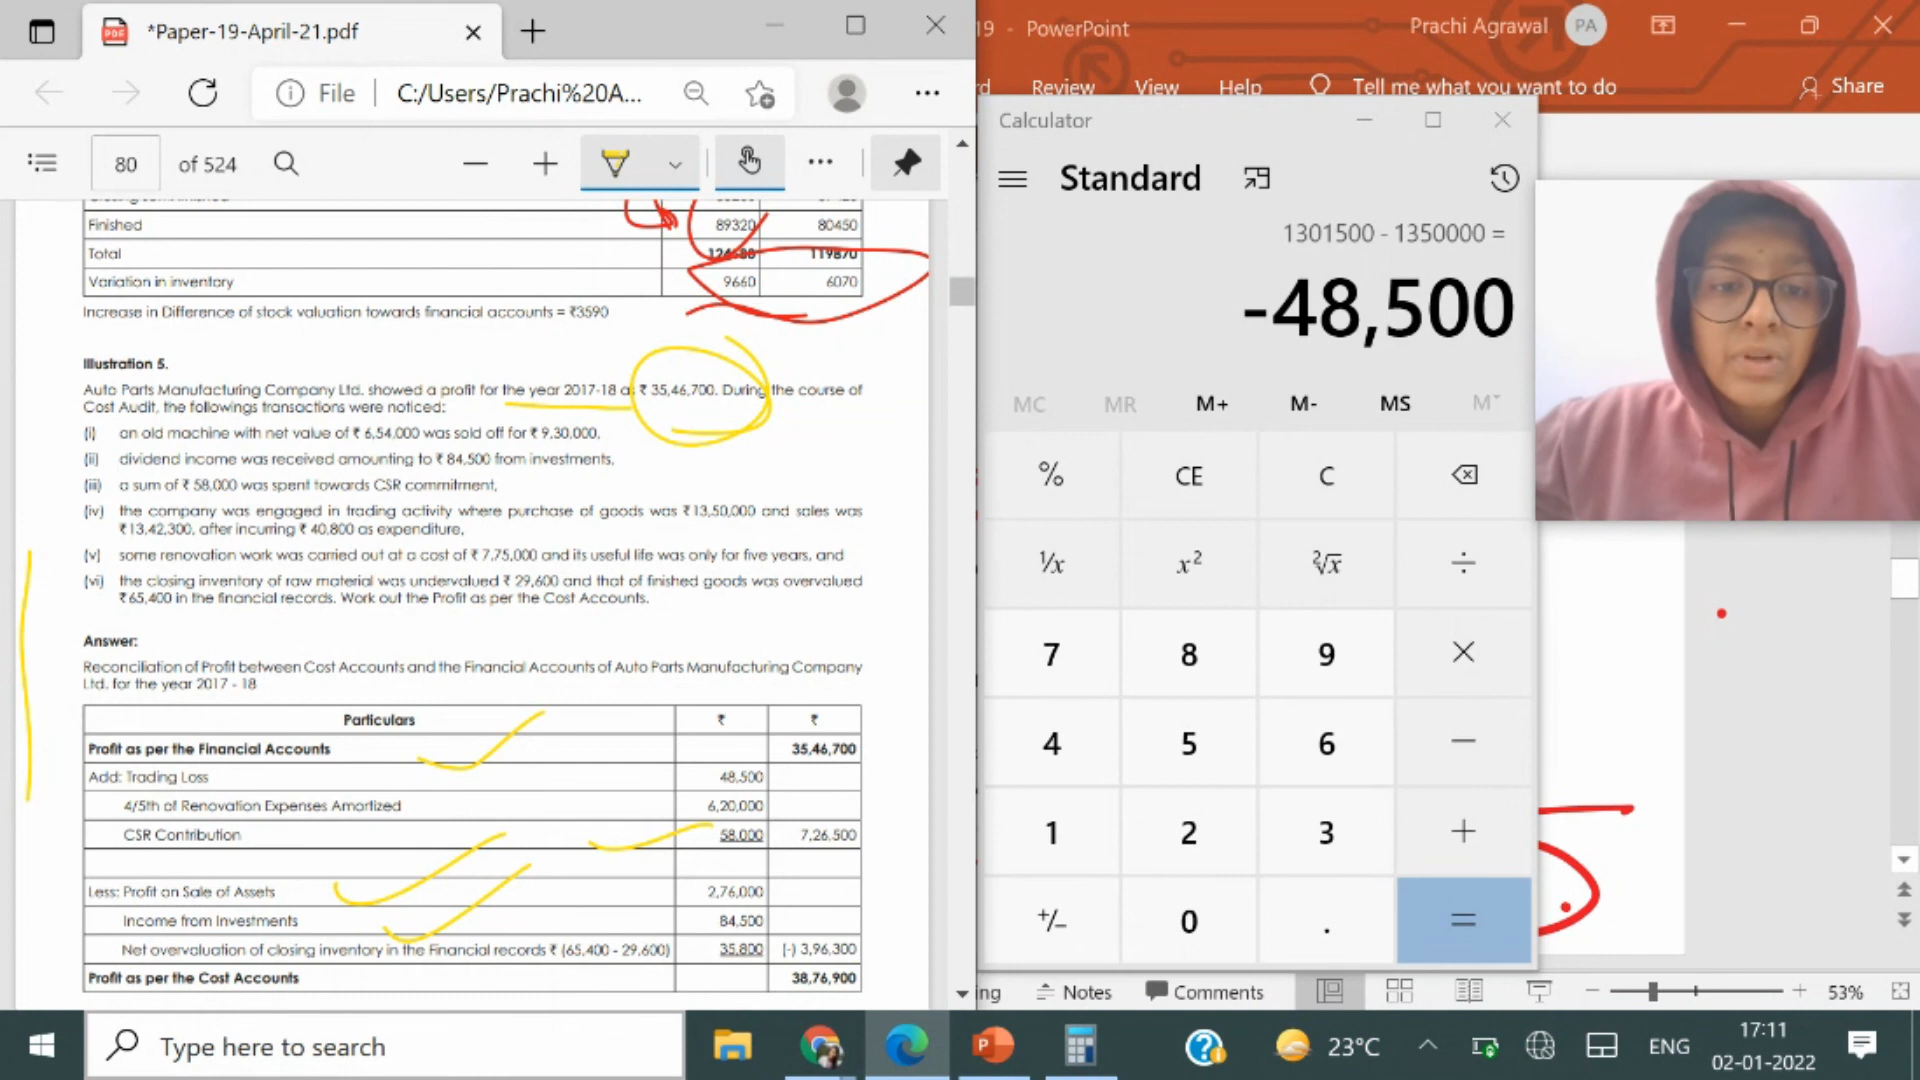 *Paper-19-April-21.pdf
19 - PowerPoint
Prachi Agrawal
PA
File
C:/Users/Prachi%20A...
Review View Help Tell me what you want to do
Share
80 of 524
Calculator
Standard
1301500 - 1350000 =
-48,500
MC MR M+ M- MS M˅
% CE C
¹/x x² ²√x ÷
7 8 9 ×
4 5 6 −
1 2 3 +
+/− 0 . =
Finished 89320 80450
Total 119870
Variation in inventory 9660 6070
Increase in Difference of stock valuation towards financial accounts = ₹3590
Illustration 5.
Auto Parts Manufacturing Company Ltd. showed a profit for the year 2017-18 a ₹ 35,46,700. During the course of
Cost Audit, the followings transactions were noticed:
(i) an old machine with net value of ₹ 6,54,000 was sold off for ₹ 9,30,000,
(ii) dividend income was received amounting to ₹ 84,500 from investments,
(iii) a sum of ₹ 58,000 was spent towards CSR commitment,
(iv) the company was engaged in trading activity where purchase of goods was ₹13,50,000 and sales was
₹13,42,300, after incurring ₹ 40,800 as expenditure,
(v) some renovation work was carried out at a cost of ₹ 7,75,000 and its useful life was only for five years, and
(vi) the closing inventory of raw material was undervalued ₹ 29,600 and that of finished goods was overvalued
₹65,400 in the financial records. Work out the Profit as per the Cost Accounts.
Answer:
Reconciliation of Profit between Cost Accounts and the Financial Accounts of Auto Parts Manufacturing Company
Ltd. for the year 2017 - 18
Particulars ₹ ₹
Profit as per the Financial Accounts 35,46,700
Add: Trading Loss 48,500
4/5th of Renovation Expenses Amortized 6,20,000
CSR Contribution 58,000 7,26,500
Less: Profit on Sale of Assets 2,76,000
Income from Investments 84,500
Net overvaluation of closing inventory in the Financial records ₹ (65,400 - 29,600) 35,800 (-) 3,96,300
Profit as per the Cost Accounts 38,76,900
ing Notes Comments 53%
Type here to search
23°C
ENG
17:11
02-01-2022